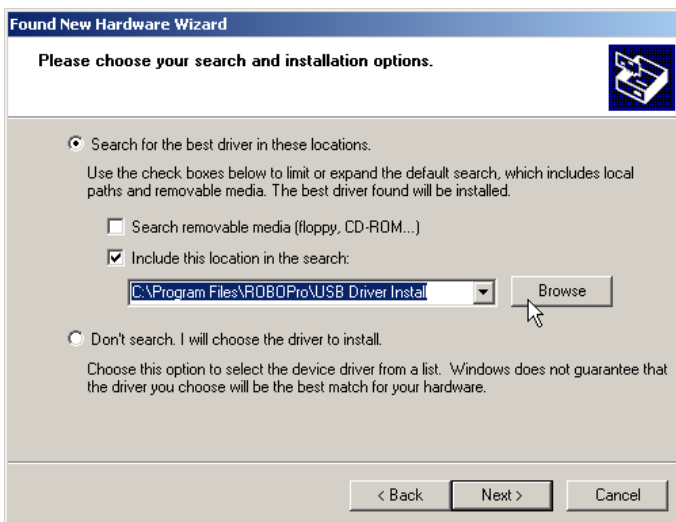 Found New Hardware Wizard
Please choose your search and installation options.
Search for the best driver in these locations.
Use the check boxes below to limit or expand the default search, which includes local
paths and removable media. The best driver found will be installed.
Search removable media (floppy, CD-ROM...)
Include this location in the search:
C:\Program Files\ROBOPro\USB Driver Install
Browse
Don't search. I will choose the driver to install.
Choose this option to select the device driver from a list. Windows does not guarantee that
the driver you choose will be the best match for your hardware.
< Back
Next >
Cancel